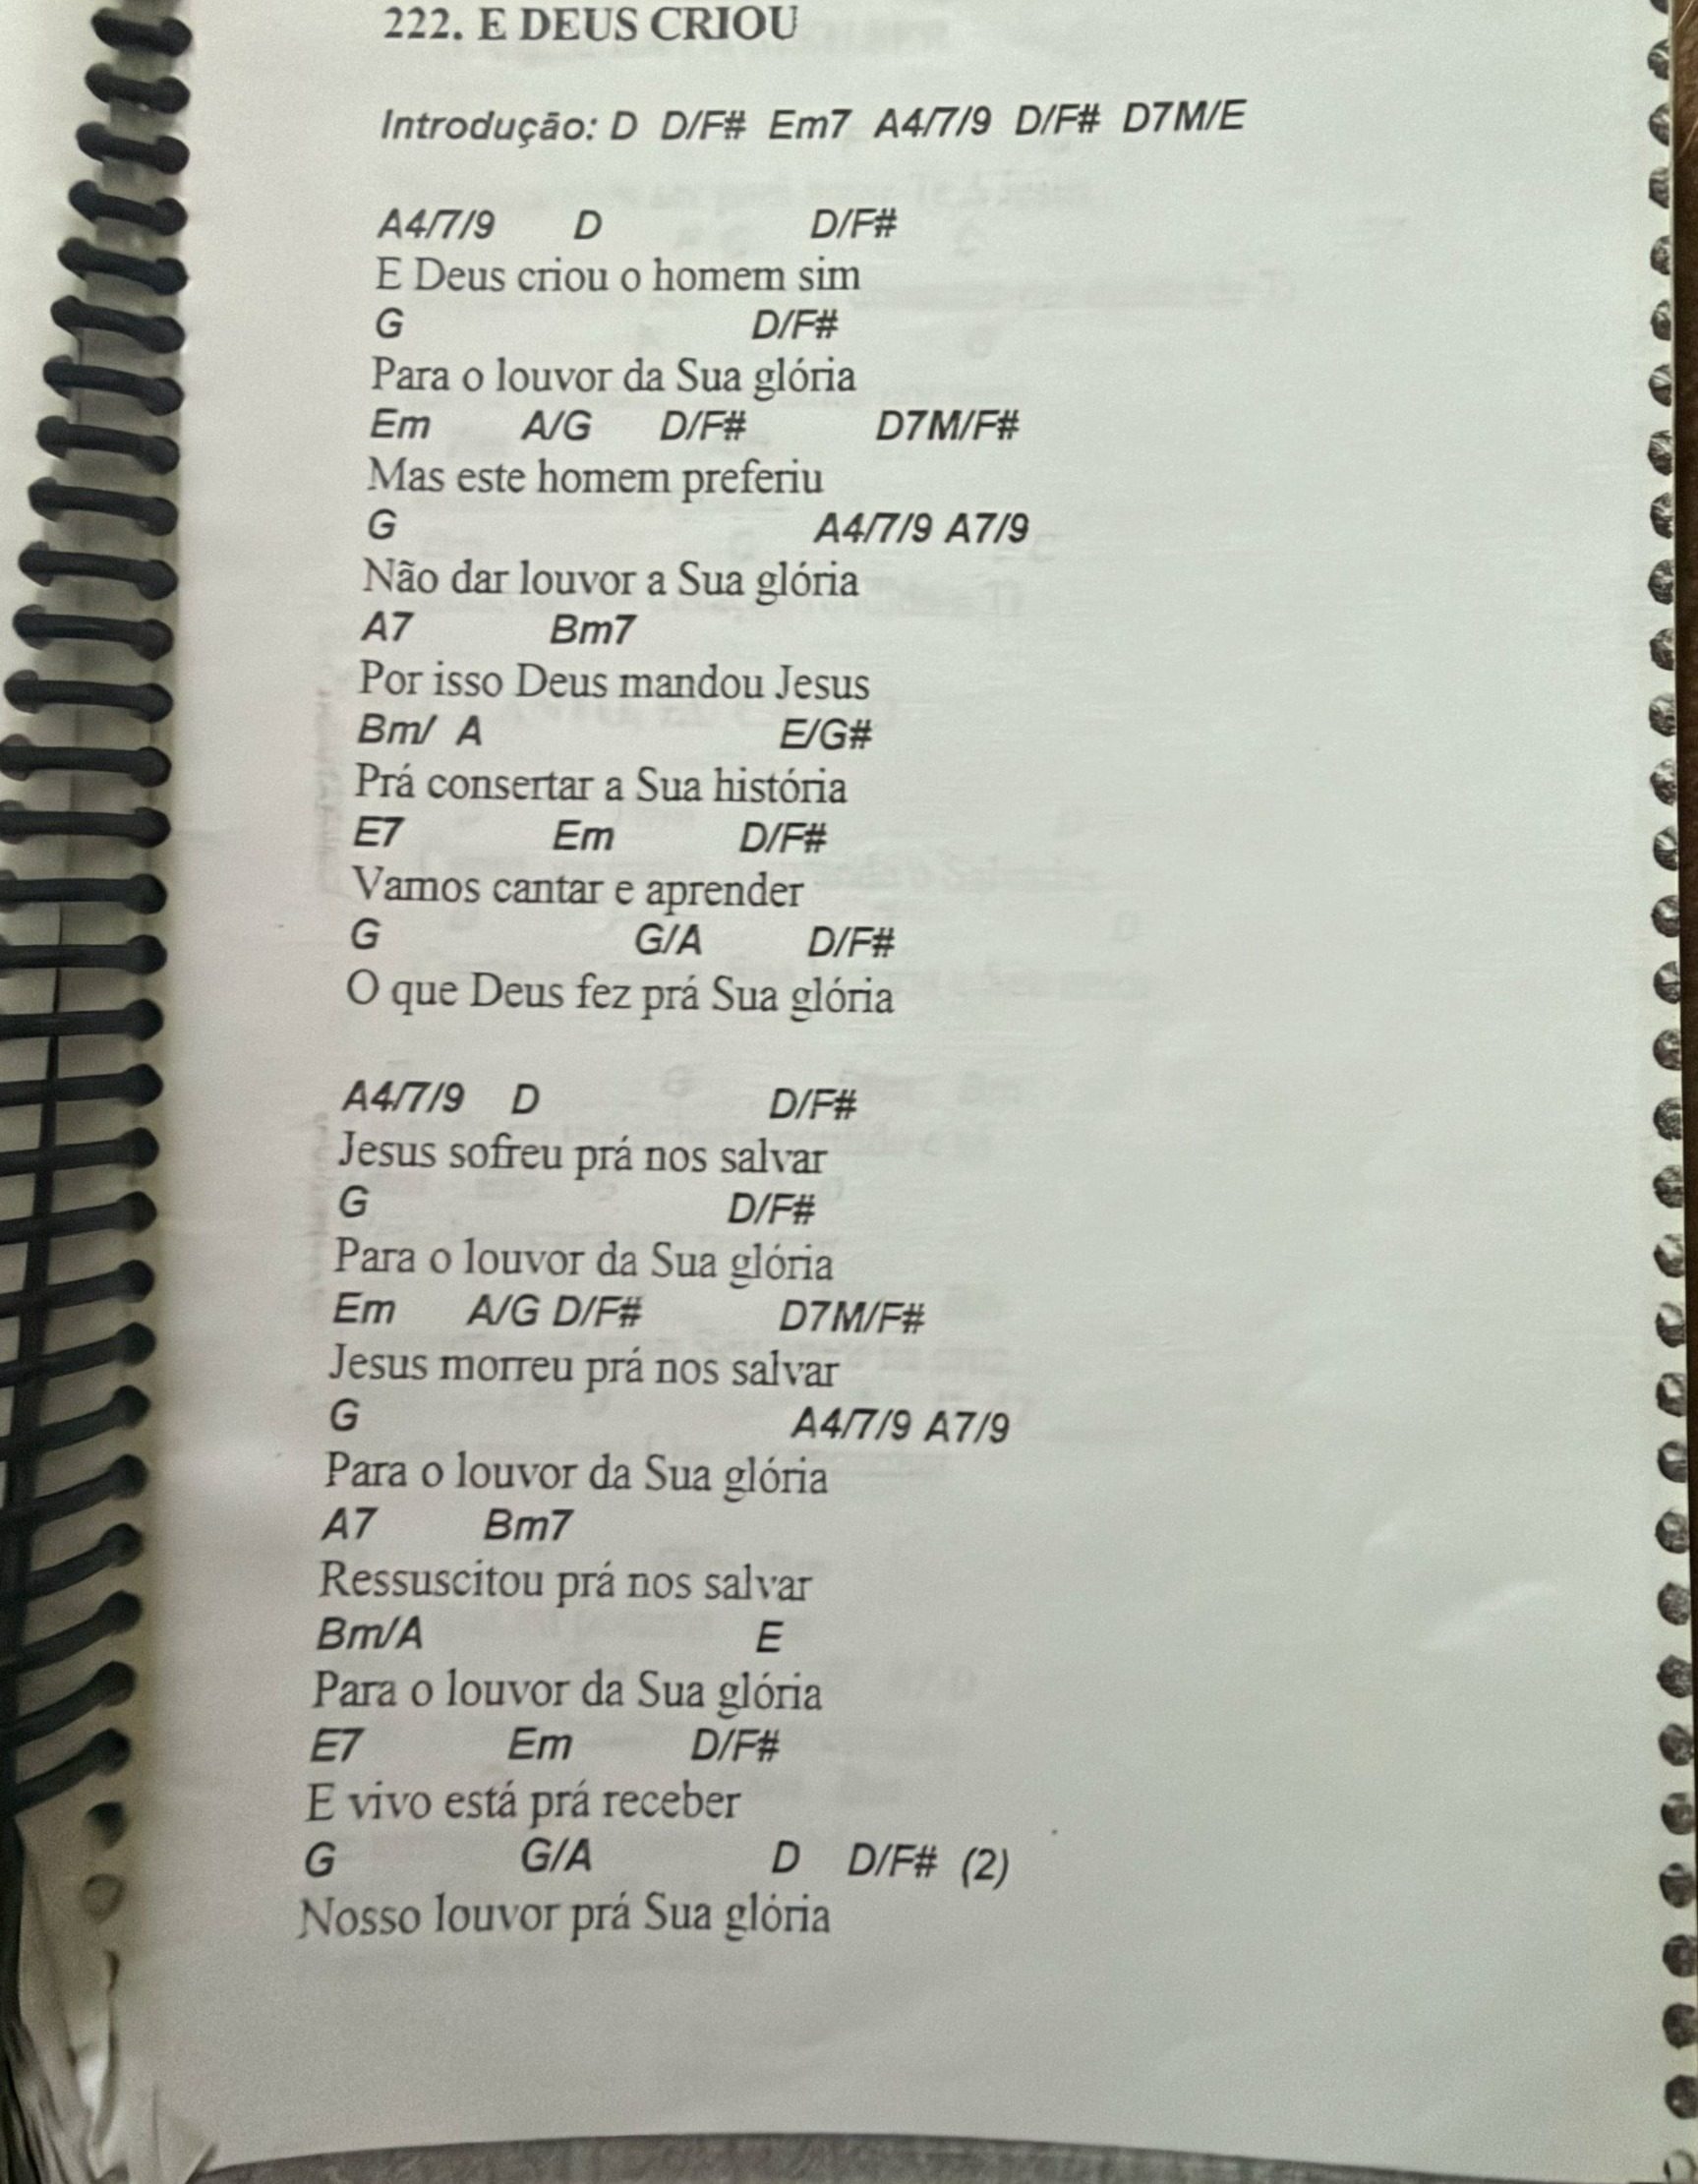 222. E DEUS CRIOU
Introdução: D D/F# Em7 A4/7/9 D/F# D7M/E
A4/7/9 D D/F#
E Deus criou o homem sim
G D/F#
Para o louvor da Sua glória
Em A/G D/F# D7M/F#
Mas este homem preferiu
G A4/7/9 A7/9
Não dar louvor a Sua glória
A7 Bm7
Por isso Deus mandou Jesus
Bm/ A E/G#
Prá consertar a Sua história
E7 Em D/F#
Vamos cantar e aprender
G G/A D/F#
O que Deus fez prá Sua glória
A4/7/9 D D/F#
Jesus sofreu prá nos salvar
G D/F#
Para o louvor da Sua glória
Em A/G D/F# D7M/F#
Jesus morreu prá nos salvar
G A4/7/9 A7/9
Para o louvor da Sua glória
A7 Bm7
Ressuscitou prá nos salvar
Bm/A E
Para o louvor da Sua glória
E7 Em D/F#
E vivo está prá receber
G G/A D D/F# (2)
Nosso louvor prá Sua glória